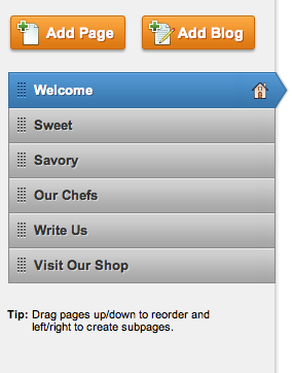 Add Page
Add Blog
Welcome
Sweet
Savory
Our Chefs
Write Us
Visit Our Shop
Tip: Drag pages up/down to reorder and
left/right to create subpages.